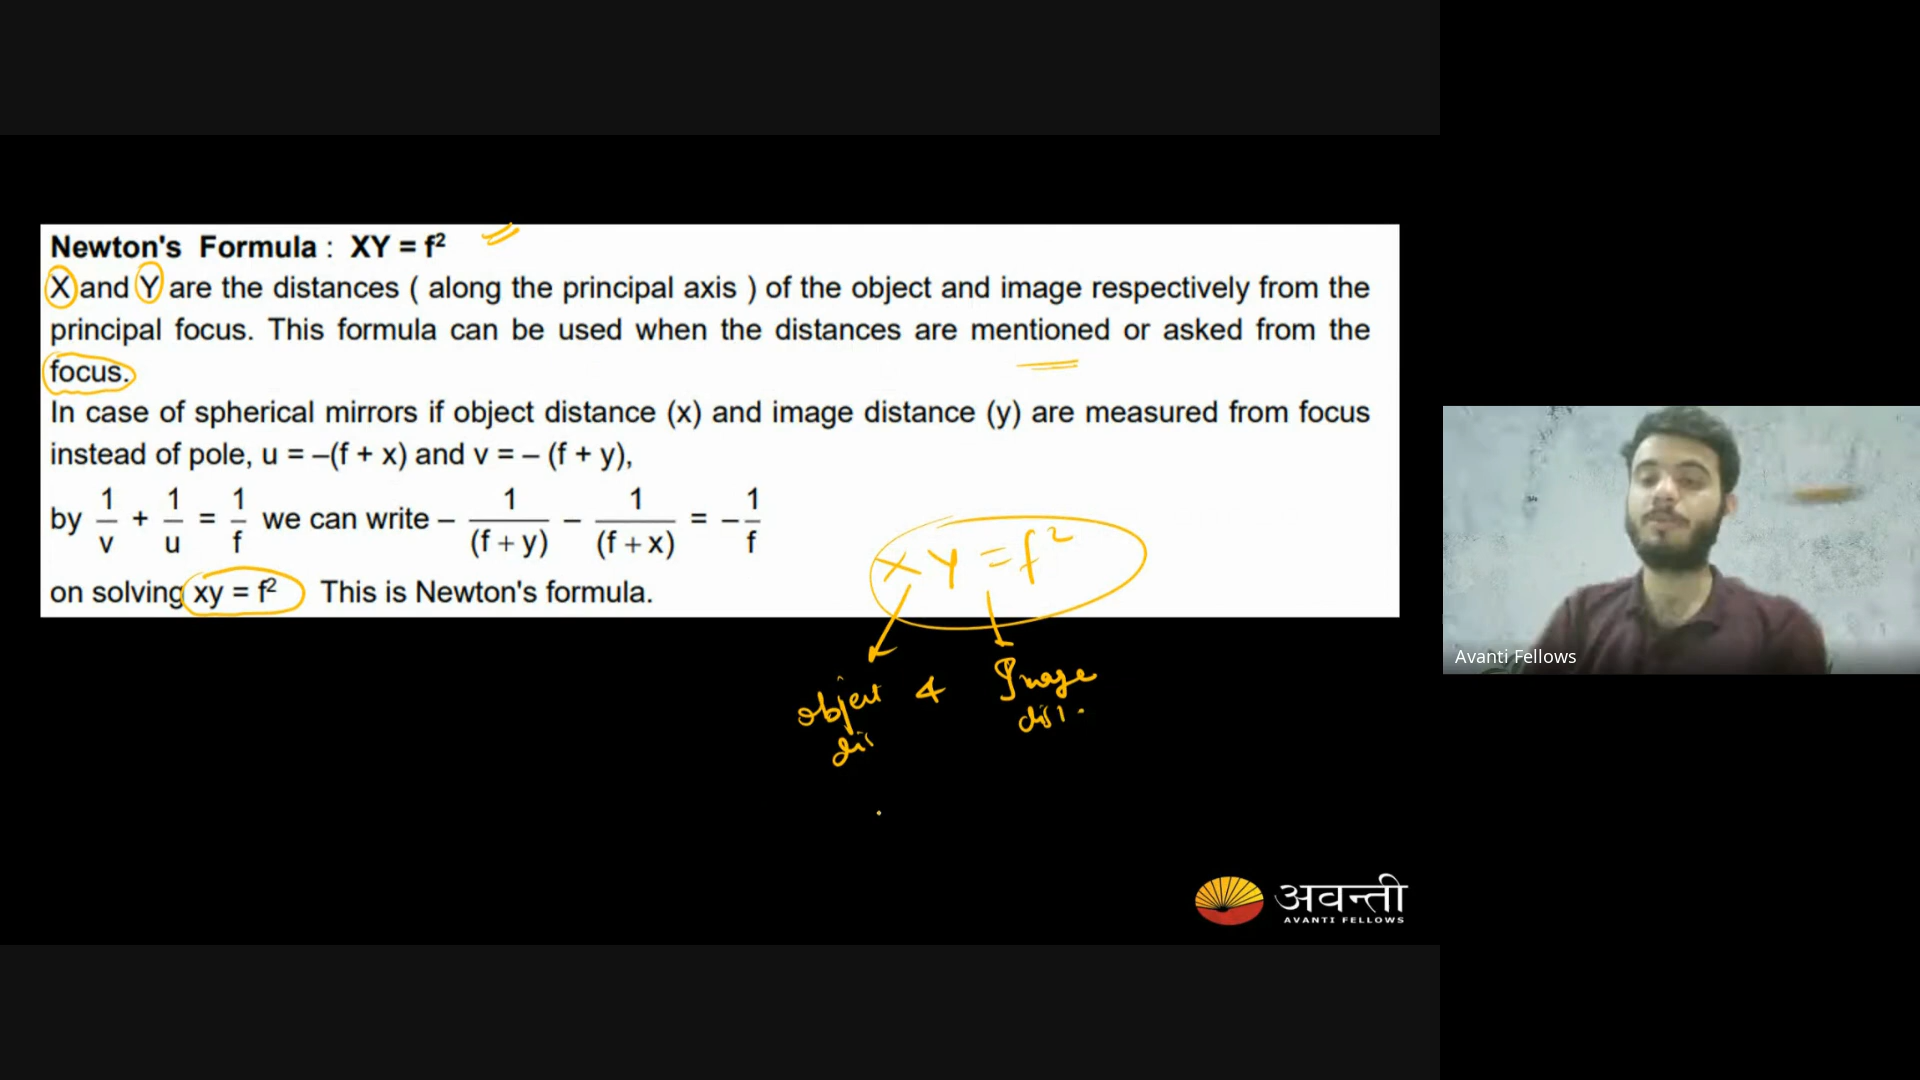 Newton's Formula : XY = f²
X and Y are the distances ( along the principal axis ) of the object and image respectively from the
principal focus. This formula can be used when the distances are mentioned or asked from the
focus.
In case of spherical mirrors if object distance (x) and image distance (y) are measured from focus
instead of pole, u = –(f + x) and v = – (f + y),
by 1/v + 1/u = 1/f we can write – 1/(f + y) – 1/(f + x) = – 1/f
on solving xy = f² This is Newton's formula.
XY = f²
object & Image
dis dist.
Avanti Fellows
अवन्ती
AVANTI FELLOWS